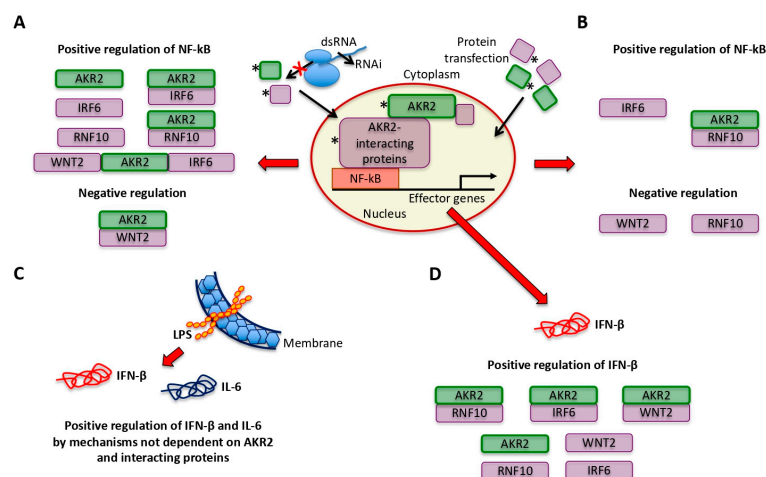 A
Positive regulation of NF-kB
AKR2
AKR2
IRF6
IRF6
AKR2
RNF10
RNF10
WNT2 AKR2 IRF6
Negative regulation
AKR2
WNT2
dsRNA
RNAi
*
*
Cytoplasm
Protein
transfection
*
*
* AKR2
*
AKR2-
interacting
proteins
NF-kB
Effector genes
Nucleus
B
Positive regulation of NF-kB
IRF6
AKR2
RNF10
Negative regulation
WNT2 RNF10
C
LPS
Membrane
IFN-β
IL-6
Positive regulation of IFN-β and IL-6
by mechanisms not dependent on AKR2
and interacting proteins
D
IFN-β
Positive regulation of IFN-β
AKR2 AKR2 AKR2
RNF10 IRF6 WNT2
AKR2 WNT2
RNF10 IRF6